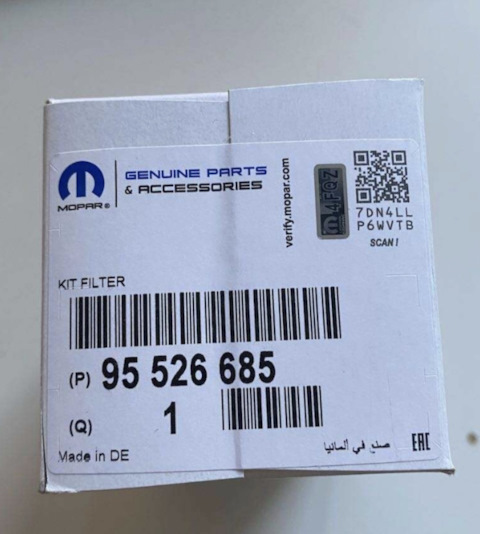 MOPAR®
GENUINE PARTS
& ACCESSORIES
verify.mopar.com
m4FQZ
7DN4LL
P6WVTB
SCAN!
KIT FILTER
(P) 95 526 685
(Q) 1
Made in DE
صنع في ألمانيا
EAC